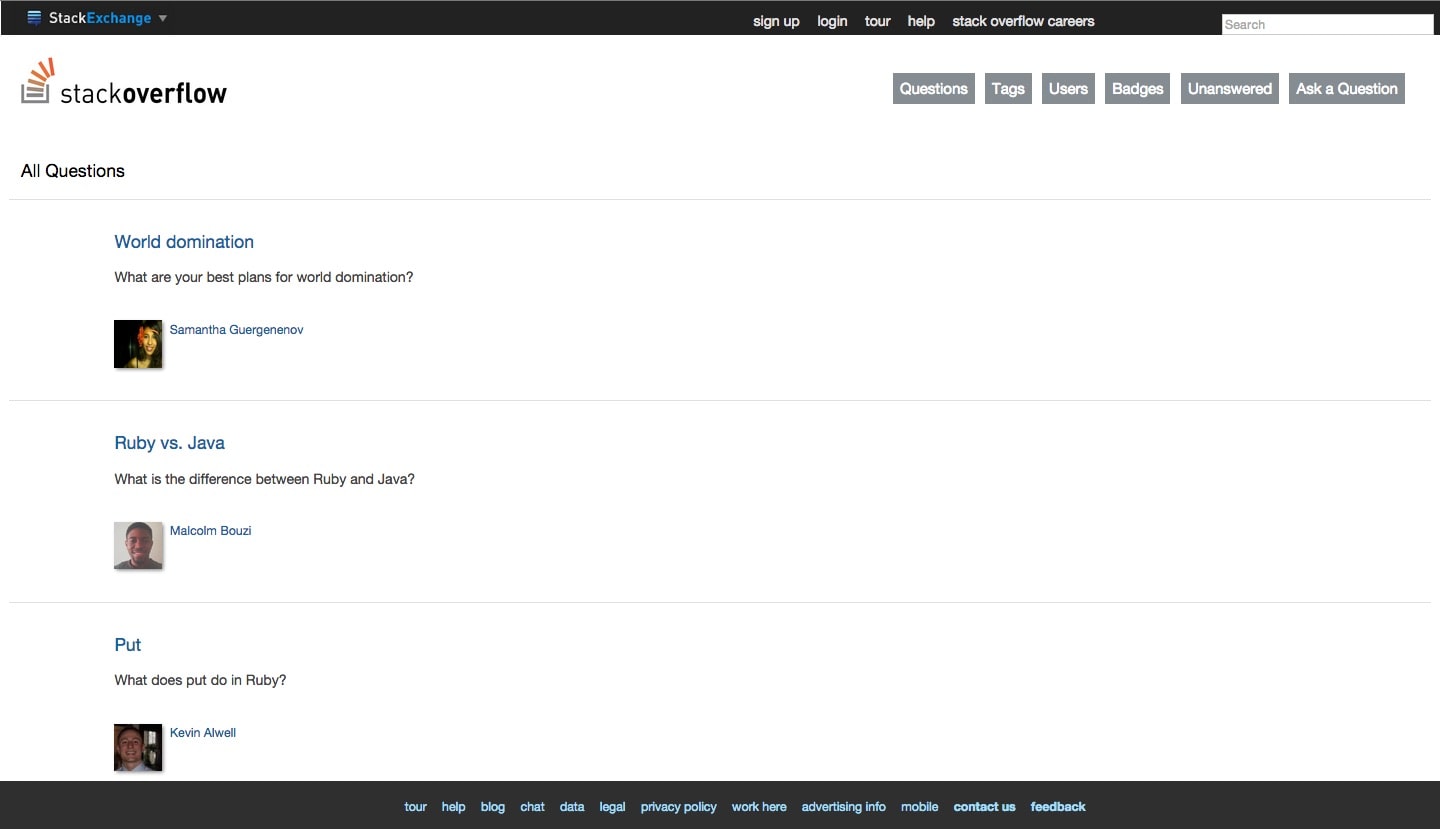 StackExchange sign up login tour help stack overflow careers Search
stackoverflow Questions Tags Users Badges Unanswered Ask a Question
All Questions
World domination
What are your best plans for world domination?
Samantha Guergenenov
Ruby vs. Java
What is the difference between Ruby and Java?
Malcolm Bouzi
Put
What does put do in Ruby?
Kevin Alwell
tour help blog chat data legal privacy policy work here advertising info mobile contact us feedback